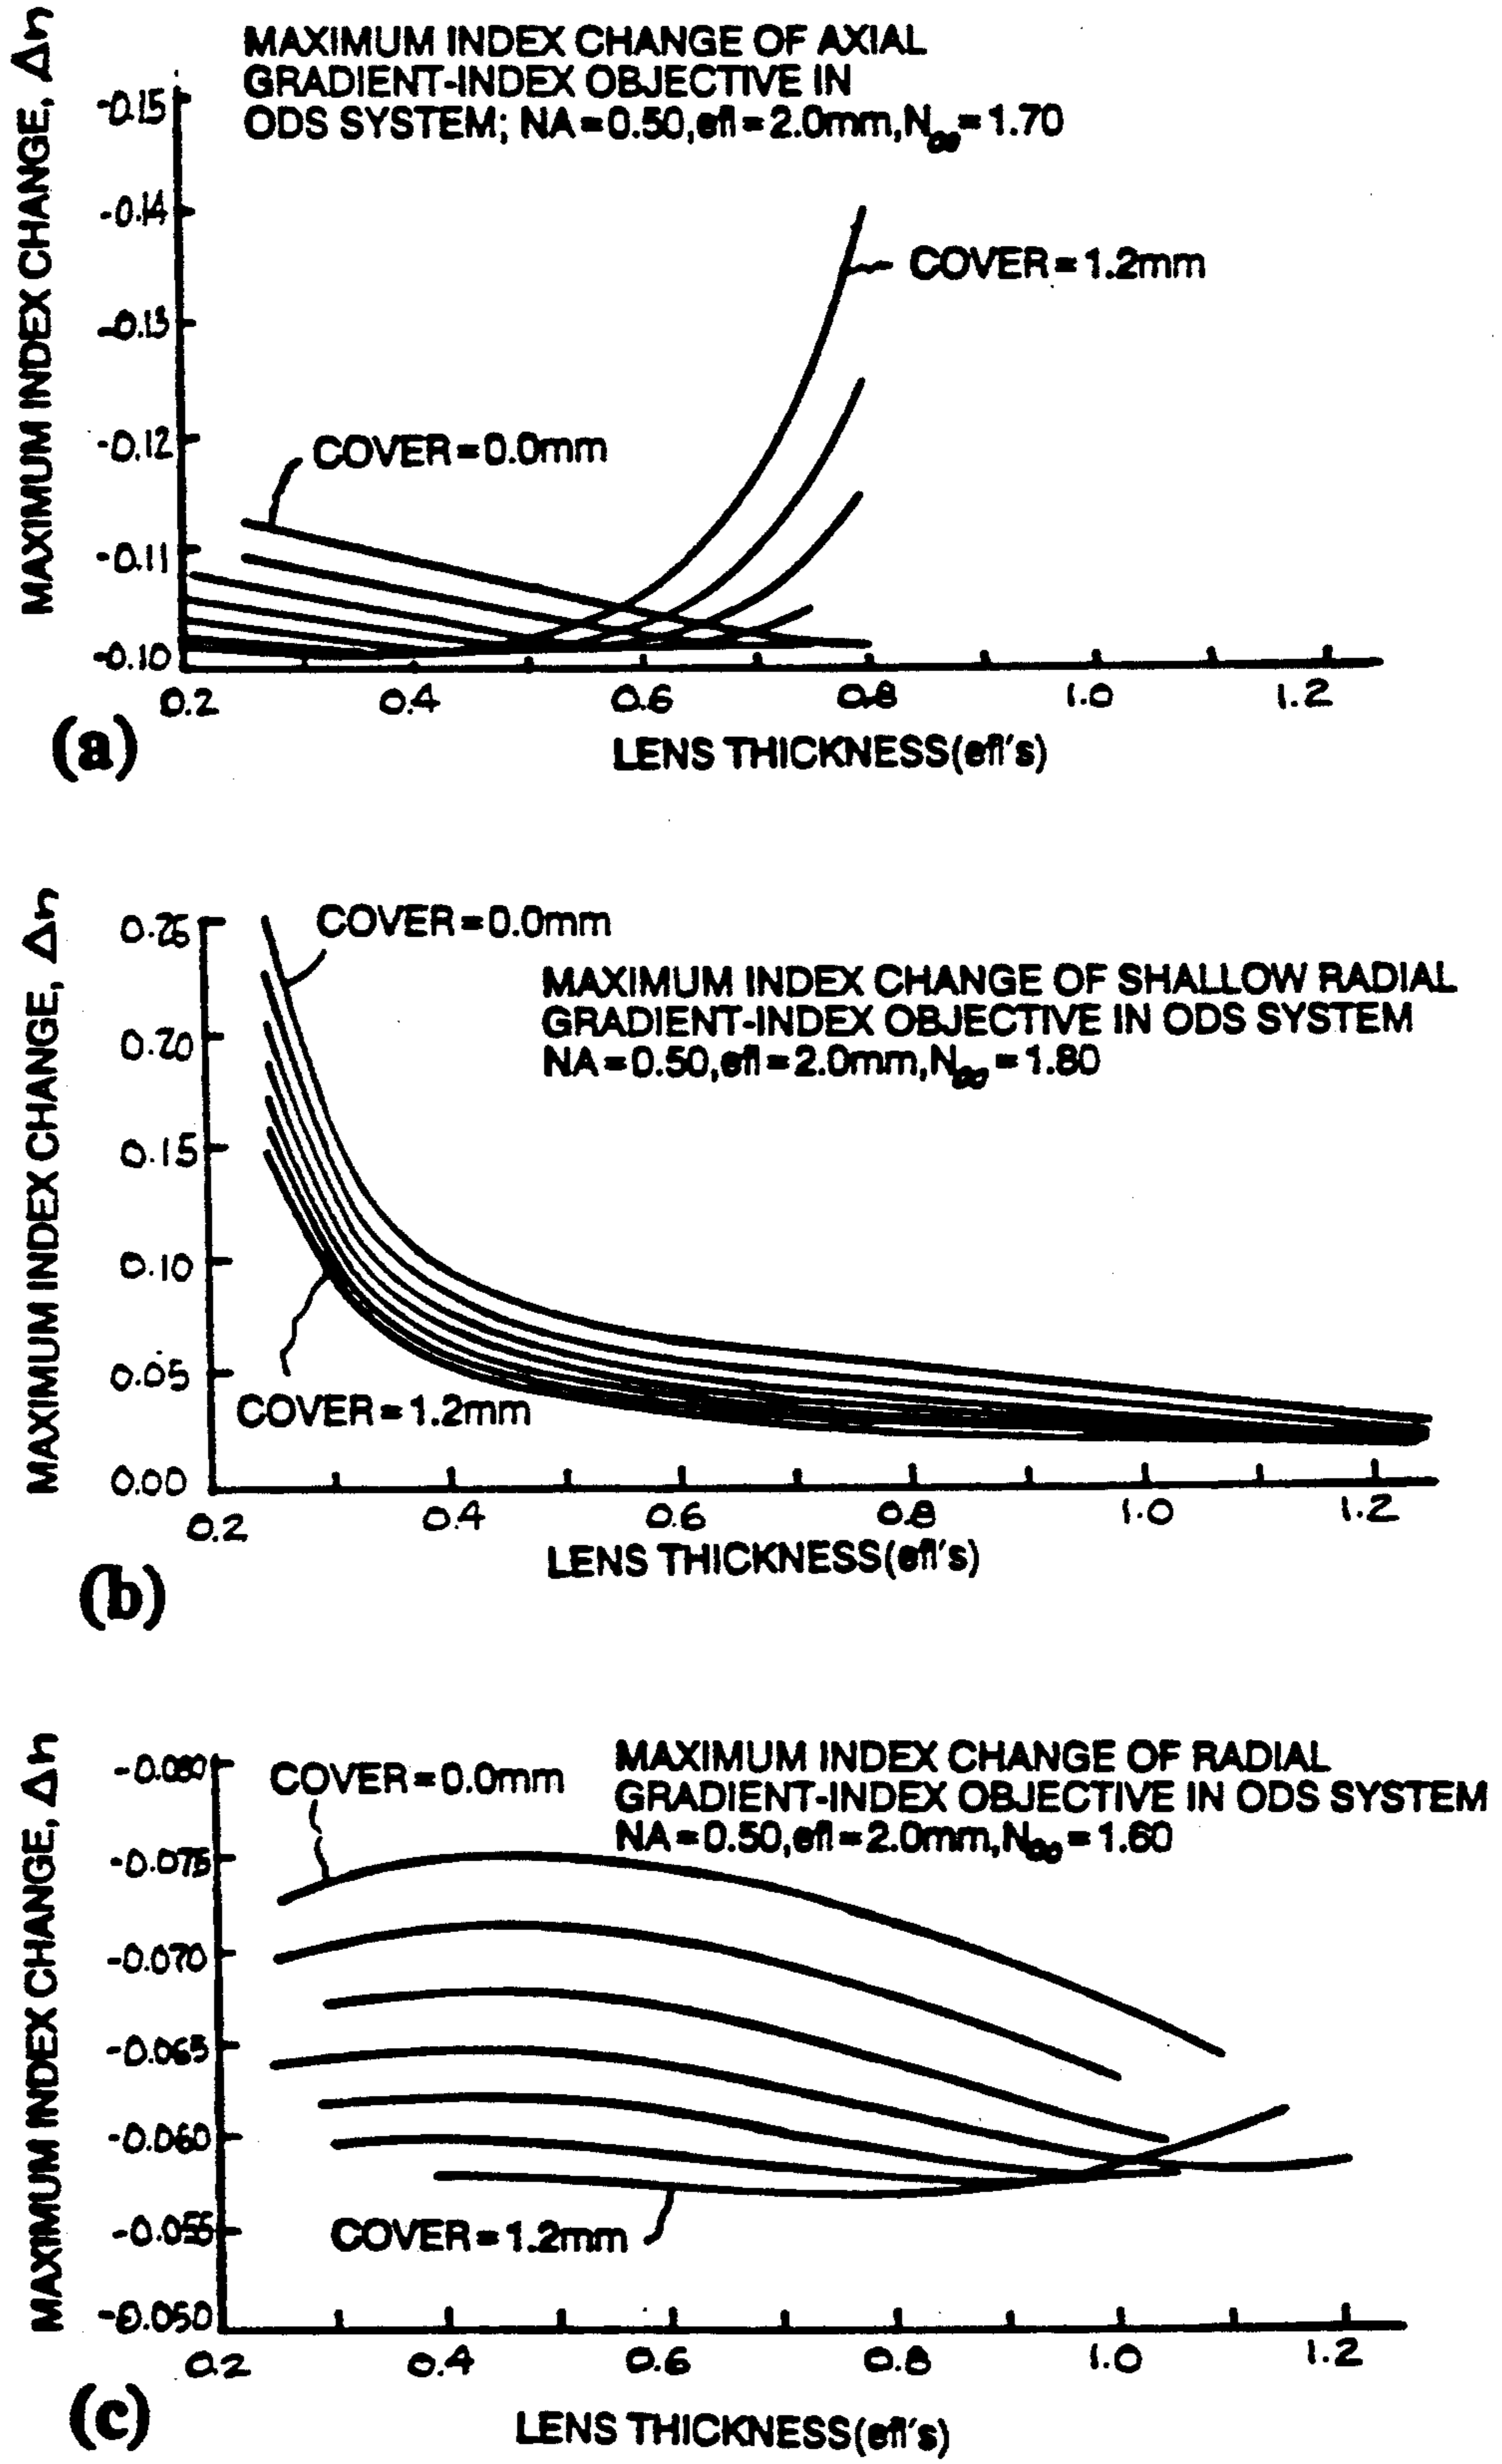 MAXIMUM INDEX CHANGE, Δn
MAXIMUM INDEX CHANGE OF AXIAL
GRADIENT-INDEX OBJECTIVE IN
ODS SYSTEM; NA=0.50,efl=2.0mm,N∞=1.70
-0.15
-0.14
-0.13
-0.12
-0.11
-0.10
COVER=1.2mm
COVER=0.0mm
0.2 0.4 0.6 0.8 1.0 1.2
(a)
LENS THICKNESS(efl's)
MAXIMUM INDEX CHANGE, Δn
0.25
0.20
0.15
0.10
0.05
0.00
COVER=0.0mm
MAXIMUM INDEX CHANGE OF SHALLOW RADIAL
GRADIENT-INDEX OBJECTIVE IN ODS SYSTEM
NA=0.50,efl=2.0mm,N∞=1.80
COVER=1.2mm
0.2 0.4 0.6 0.8 1.0 1.2
LENS THICKNESS(efl's)
(b)
MAXIMUM INDEX CHANGE, Δn
-0.080
-0.075
-0.070
-0.065
-0.060
-0.055
-0.050
COVER=0.0mm
MAXIMUM INDEX CHANGE OF RADIAL
GRADIENT-INDEX OBJECTIVE IN ODS SYSTEM
NA=0.50,efl=2.0mm,N∞=1.60
COVER=1.2mm
0.2 0.4 0.6 0.8 1.0 1.2
(c)
LENS THICKNESS(efl's)